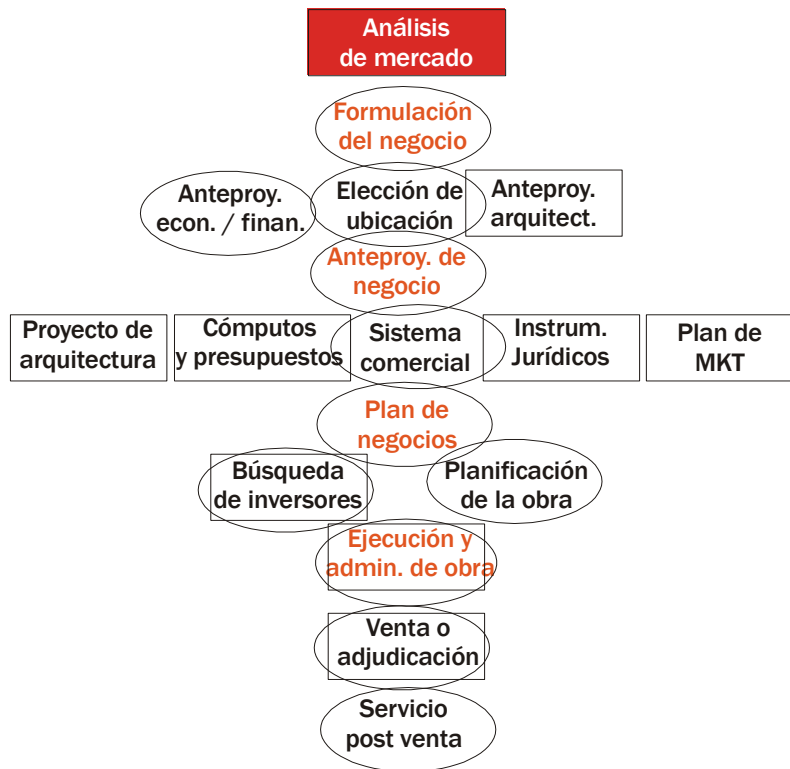 Análisis
de mercado
Formulación
del negocio
Anteproy.
econ. / finan.
Elección de
ubicación
Anteproy.
arquitect.
Anteproy. de
negocio
Proyecto de
arquitectura
Cómputos
y presupuestos
Sistema
comercial
Instrum.
Jurídicos
Plan de
MKT
Plan de
negocios
Búsqueda
de inversores
Planificación
de la obra
Ejecución y
admin. de obra
Venta o
adjudicación
Servicio
post venta